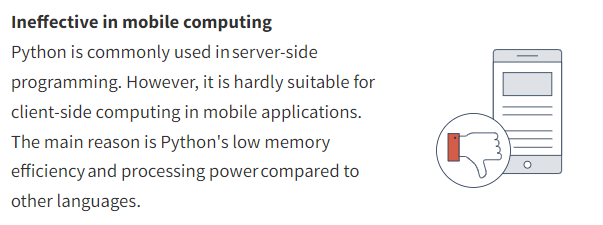 Ineffective in mobile computing
Python is commonly used in server-side
programming. However, it is hardly suitable for
client-side computing in mobile applications.
The main reason is Python's low memory
efficiency and processing power compared to
other languages.